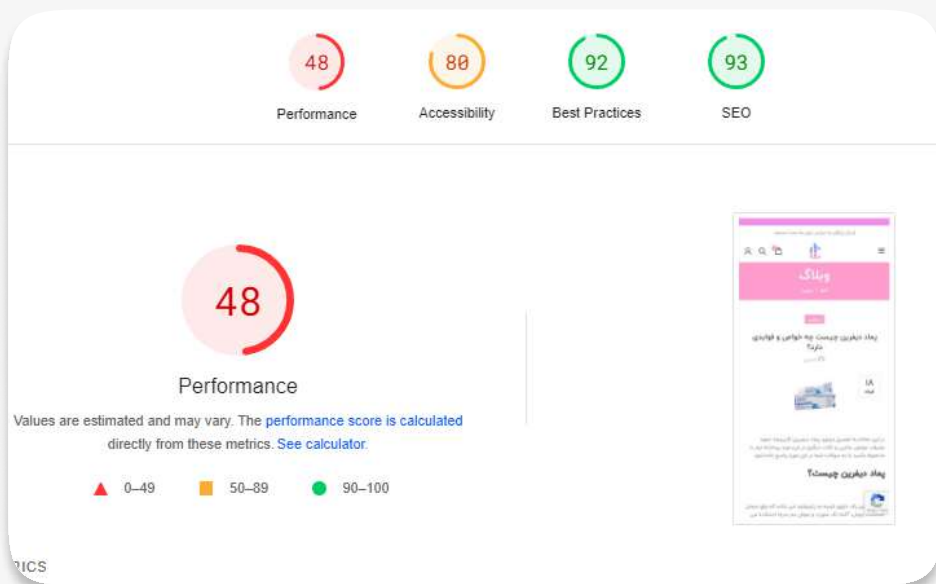 48
80
92
93
Performance
Accessibility
Best Practices
SEO
48
Performance
Values are estimated and may vary. The performance score is calculated
directly from these metrics. See calculator.
0–49
50–89
90–100
وبلاگ
پماد دیفرین چیست چه خواص و فوایدی
دارد؟
۱۸
پماد دیفرین چیست؟
RICS